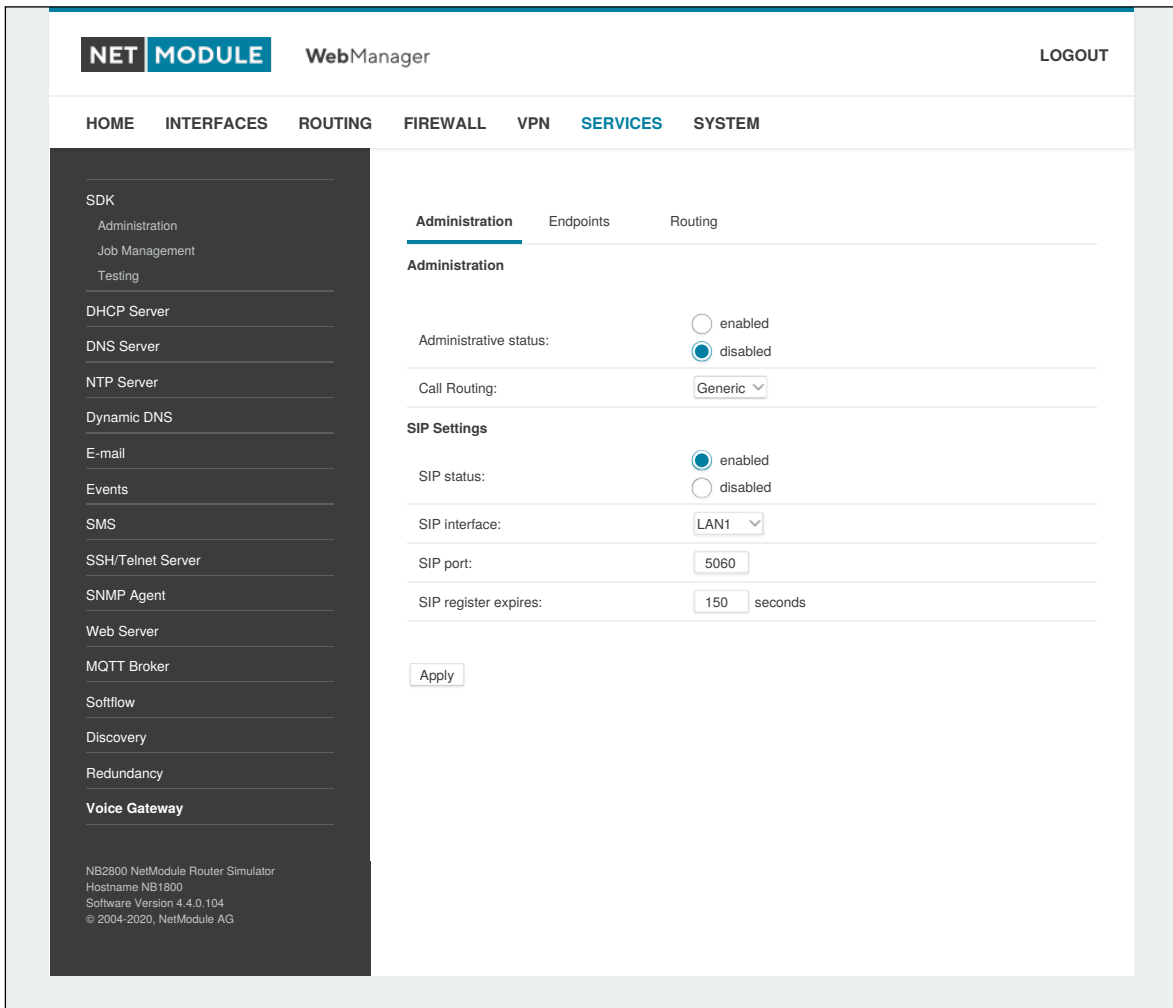 NET MODULE WebManager LOGOUT
HOME INTERFACES ROUTING FIREWALL VPN SERVICES SYSTEM
SDK
Administration
Job Management
Testing
DHCP Server
DNS Server
NTP Server
Dynamic DNS
E-mail
Events
SMS
SSH/Telnet Server
SNMP Agent
Web Server
MQTT Broker
Softflow
Discovery
Redundancy
Voice Gateway
NB2800 NetModule Router Simulator
Hostname NB1800
Software Version 4.4.0.104
© 2004-2020, NetModule AG
Administration Endpoints Routing
Administration
Administrative status:
enabled
disabled
Call Routing: Generic
SIP Settings
SIP status:
enabled
disabled
SIP interface: LAN1
SIP port: 5060
SIP register expires: 150 seconds
Apply